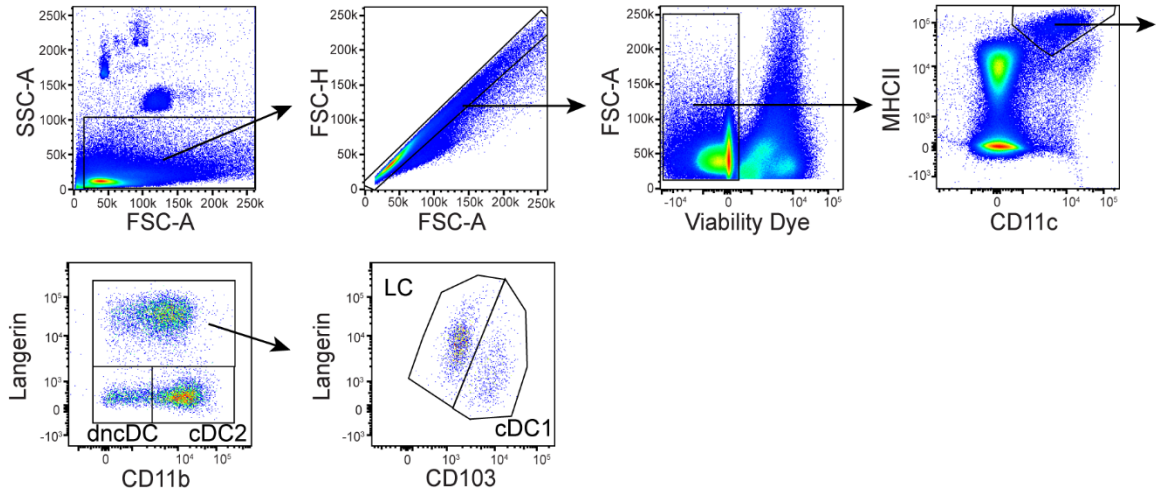 250k
200k
150k
100k
50k
0
SSC-A
0 50k 100k 150k 200k 250k
FSC-A
250k
200k
150k
100k
50k
0
FSC-H
0 50k 100k 150k 200k 250k
FSC-A
250k
200k
150k
100k
50k
0
FSC-A
-10⁴ 0 10⁴ 10⁵
Viability Dye
10⁵
10⁴
10³
0
-10³
MHCII
0 10⁴ 10⁵
CD11c
10⁵
10⁴
10³
0
-10³
Langerin
dncDC cDC2
0 10⁴ 10⁵
CD11b
LC
10⁵
10⁴
10³
0
-10³
Langerin
cDC1
0 10³ 10⁴ 10⁵
CD103